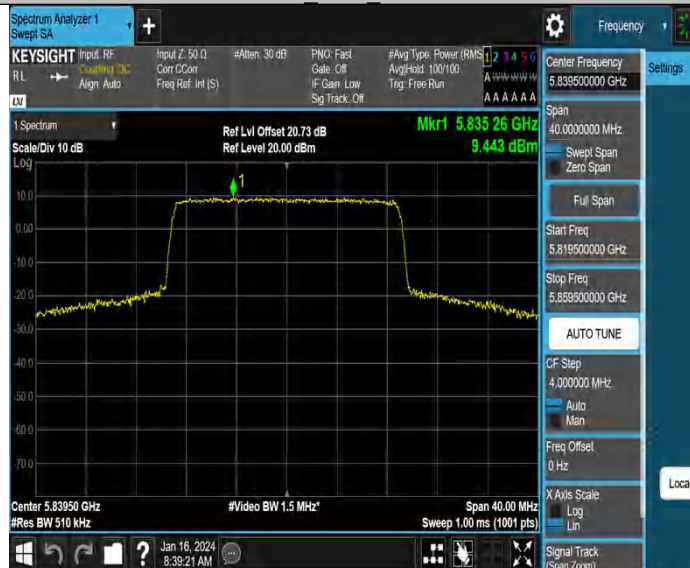 Spectrum Analyzer 1
Swept SA
+
Frequency
KEYSIGHT
RL
Input: RF
Coupling: DC
Align: Auto
Input Z: 50 Ω
Corr CCorr
Freq Ref: Int (S)
#Atten: 30 dB
PNO: Fast
Gate: Off
IF Gain: Low
Sig Track: Off
#Avg Type: Power (RMS
Avg|Hold: 100/100
Trig: Free Run
1 2 3 4 5 6
A W W W W W
A A A A A A
LXI
1 Spectrum
Scale/Div 10 dB
Log
Ref Lvl Offset 20.73 dB
Ref Level 20.00 dBm
Mkr1 5.835 26 GHz
9.443 dBm
1
10.0
0.00
-10.0
-20.0
-30.0
-40.0
-50.0
-60.0
-70.0
Center 5.83950 GHz
#Res BW 510 kHz
#Video BW 1.5 MHz*
Span 40.00 MHz
Sweep 1.00 ms (1001 pts)
?
Jan 16, 2024
8:39:21 AM
Center Frequency
5.839500000 GHz
Settings
Span
40.0000000 MHz
Swept Span
Zero Span
Full Span
Start Freq
5.819500000 GHz
Stop Freq
5.859500000 GHz
AUTO TUNE
CF Step
4.000000 MHz
Auto
Man
Freq Offset
0 Hz
X Axis Scale
Log
Lin
Local
Signal Track
(Span Zoom)